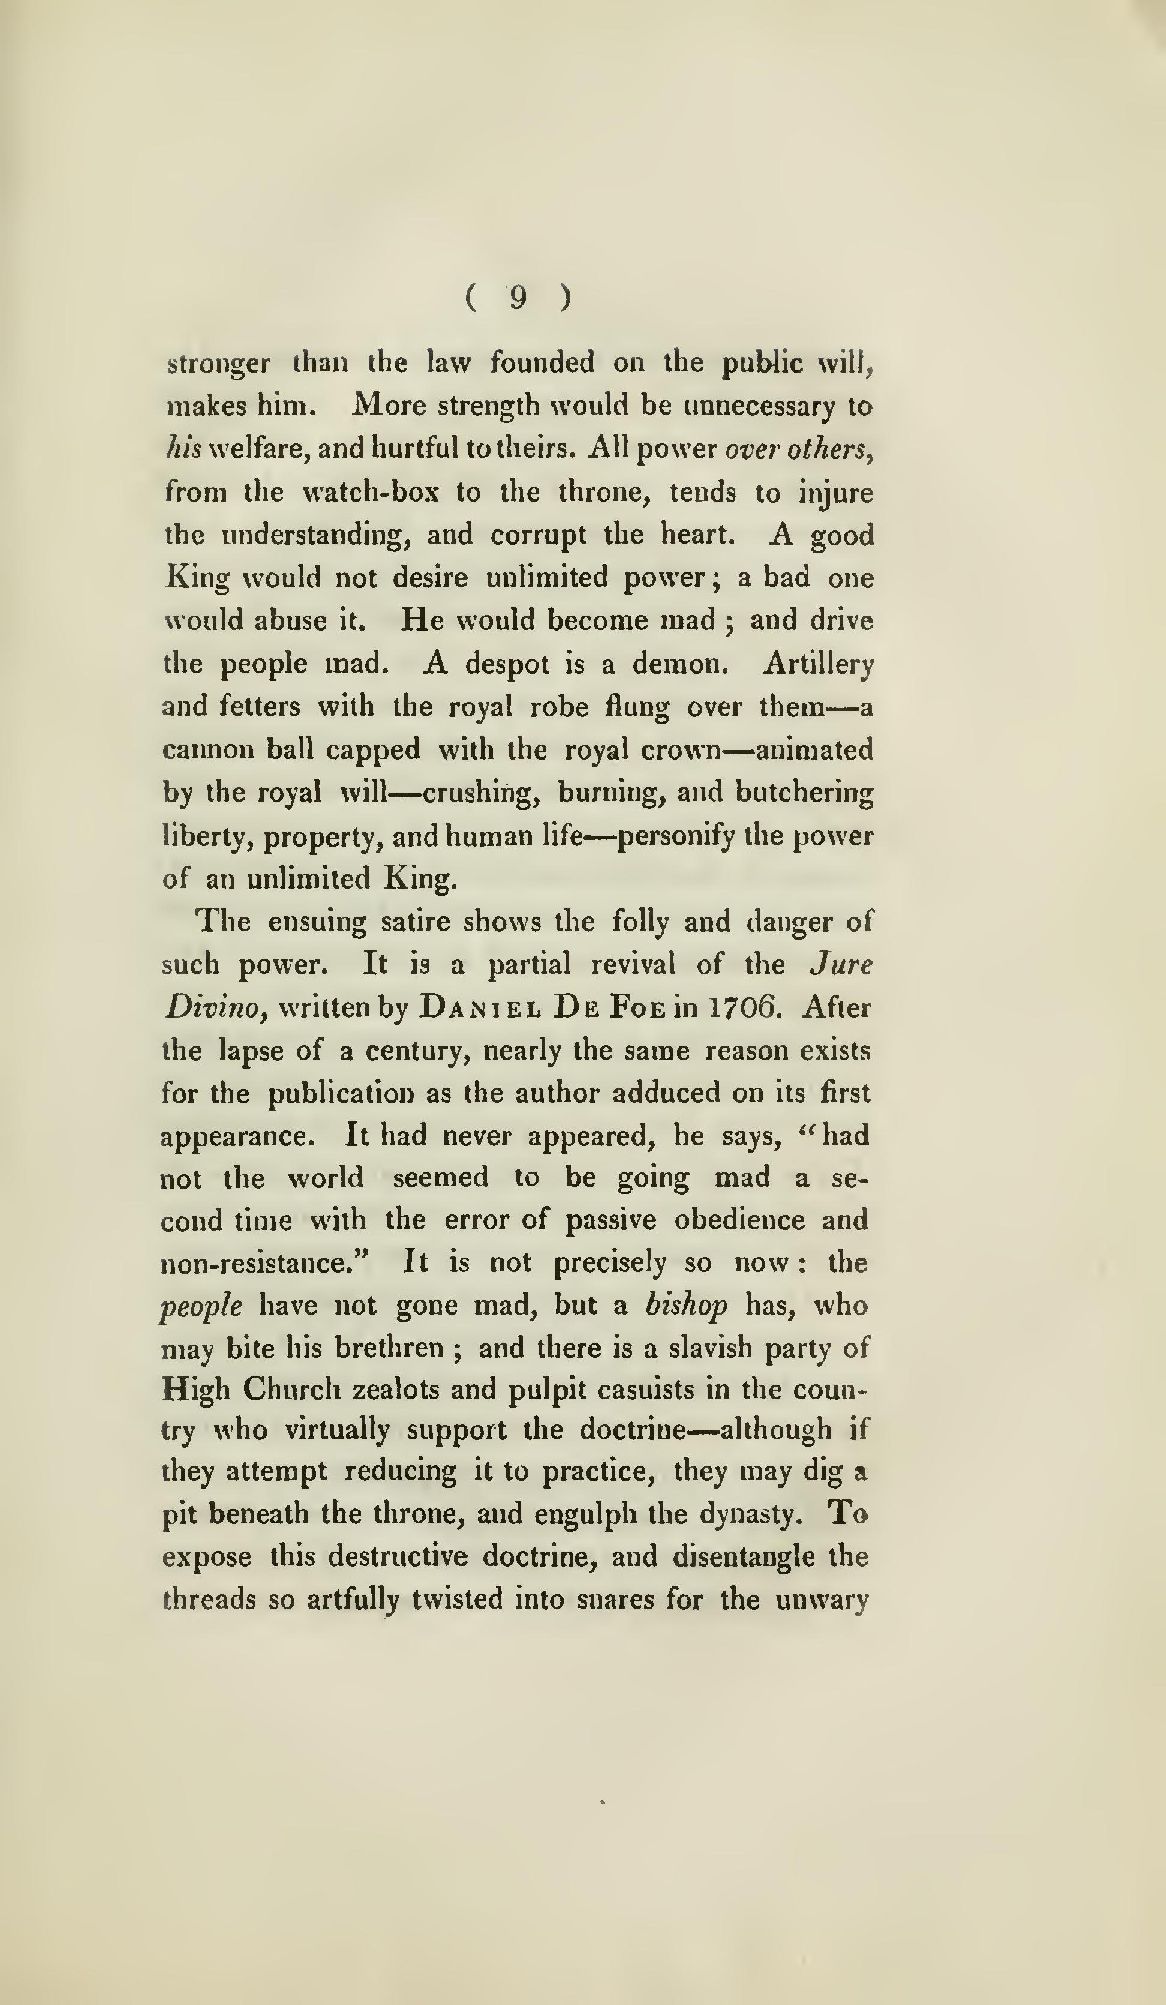 ( 9 )
stronger than the law founded on the public will,
makes him. More strength would be unnecessary to
his welfare, and hurtful to theirs. All power over others,
from the watch-box to the throne, tends to injure
the understanding, and corrupt the heart. A good
King would not desire unlimited power; a bad one
would abuse it. He would become mad ; and drive
the people mad. A despot is a demon. Artillery
and fetters with the royal robe flung over them—a
cannon ball capped with the royal crown—animated
by the royal will—crushing, burning, and butchering
liberty, property, and human life—personify the power
of an unlimited King.
The ensuing satire shows the folly and danger of
such power. It is a partial revival of the Jure
Divino, written by DANIEL DE FOE in 1706. After
the lapse of a century, nearly the same reason exists
for the publication as the author adduced on its first
appearance. It had never appeared, he says, "had
not the world seemed to be going mad a se-
cond time with the error of passive obedience and
non-resistance." It is not precisely so now : the
people have not gone mad, but a bishop has, who
may bite his brethren ; and there is a slavish party of
High Church zealots and pulpit casuists in the coun-
try who virtually support the doctrine—although if
they attempt reducing it to practice, they may dig a
pit beneath the throne, and engulph the dynasty. To
expose this destructive doctrine, and disentangle the
threads so artfully twisted into snares for the unwary